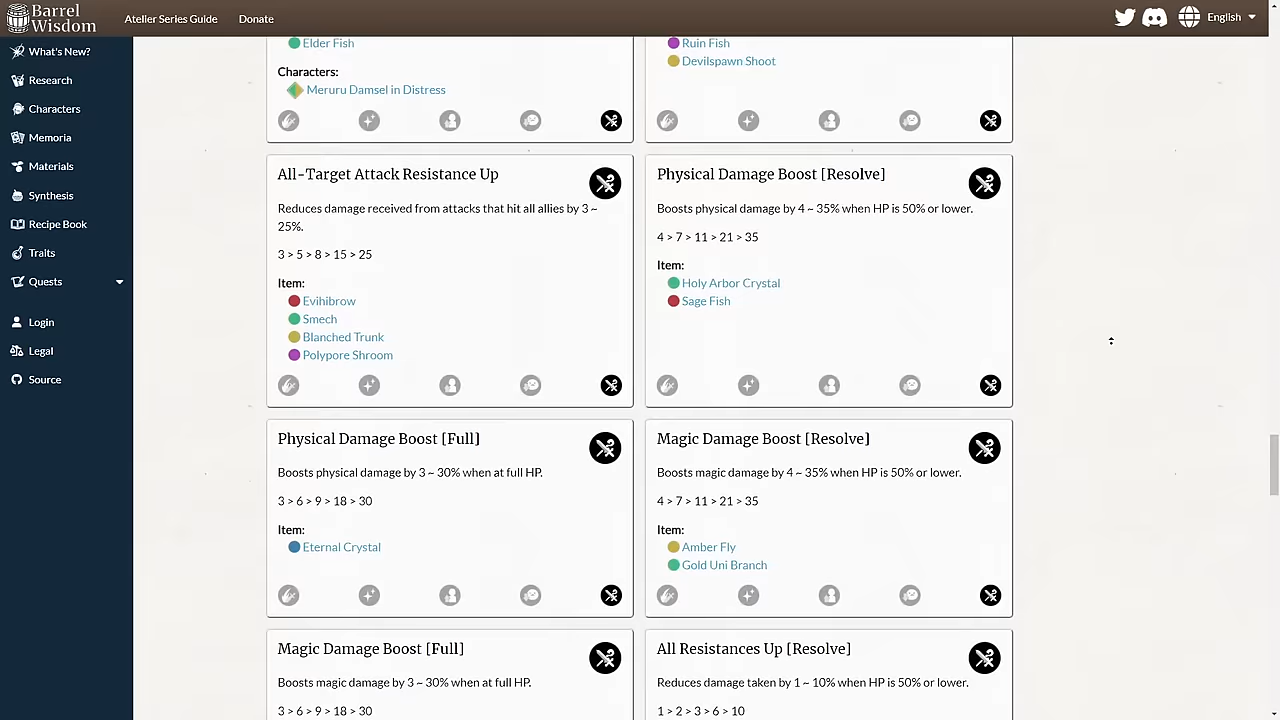 Barrel
Wisdom
Atelier Series Guide
Donate
English
What's New?
Research
Characters
Memoria
Materials
Synthesis
Recipe Book
Traits
Quests
Login
Legal
Source
Elder Fish
Characters:
Meruru Damsel in Distress
Ruin Fish
Devilspawn Shoot
All-Target Attack Resistance Up
Reduces damage received from attacks that hit all allies by 3 ~
25%.
3 > 5 > 8 > 15 > 25
Item:
Evihibrow
Smech
Blanched Trunk
Polypore Shroom
Physical Damage Boost [Resolve]
Boosts physical damage by 4 ~ 35% when HP is 50% or lower.
4 > 7 > 11 > 21 > 35
Item:
Holy Arbor Crystal
Sage Fish
Physical Damage Boost [Full]
Boosts physical damage by 3 ~ 30% when at full HP.
3 > 6 > 9 > 18 > 30
Item:
Eternal Crystal
Magic Damage Boost [Resolve]
Boosts magic damage by 4 ~ 35% when HP is 50% or lower.
4 > 7 > 11 > 21 > 35
Item:
Amber Fly
Gold Uni Branch
Magic Damage Boost [Full]
Boosts magic damage by 3 ~ 30% when at full HP.
3 > 6 > 9 > 18 > 30
All Resistances Up [Resolve]
Reduces damage taken by 1 ~ 10% when HP is 50% or lower.
1 > 2 > 3 > 6 > 10